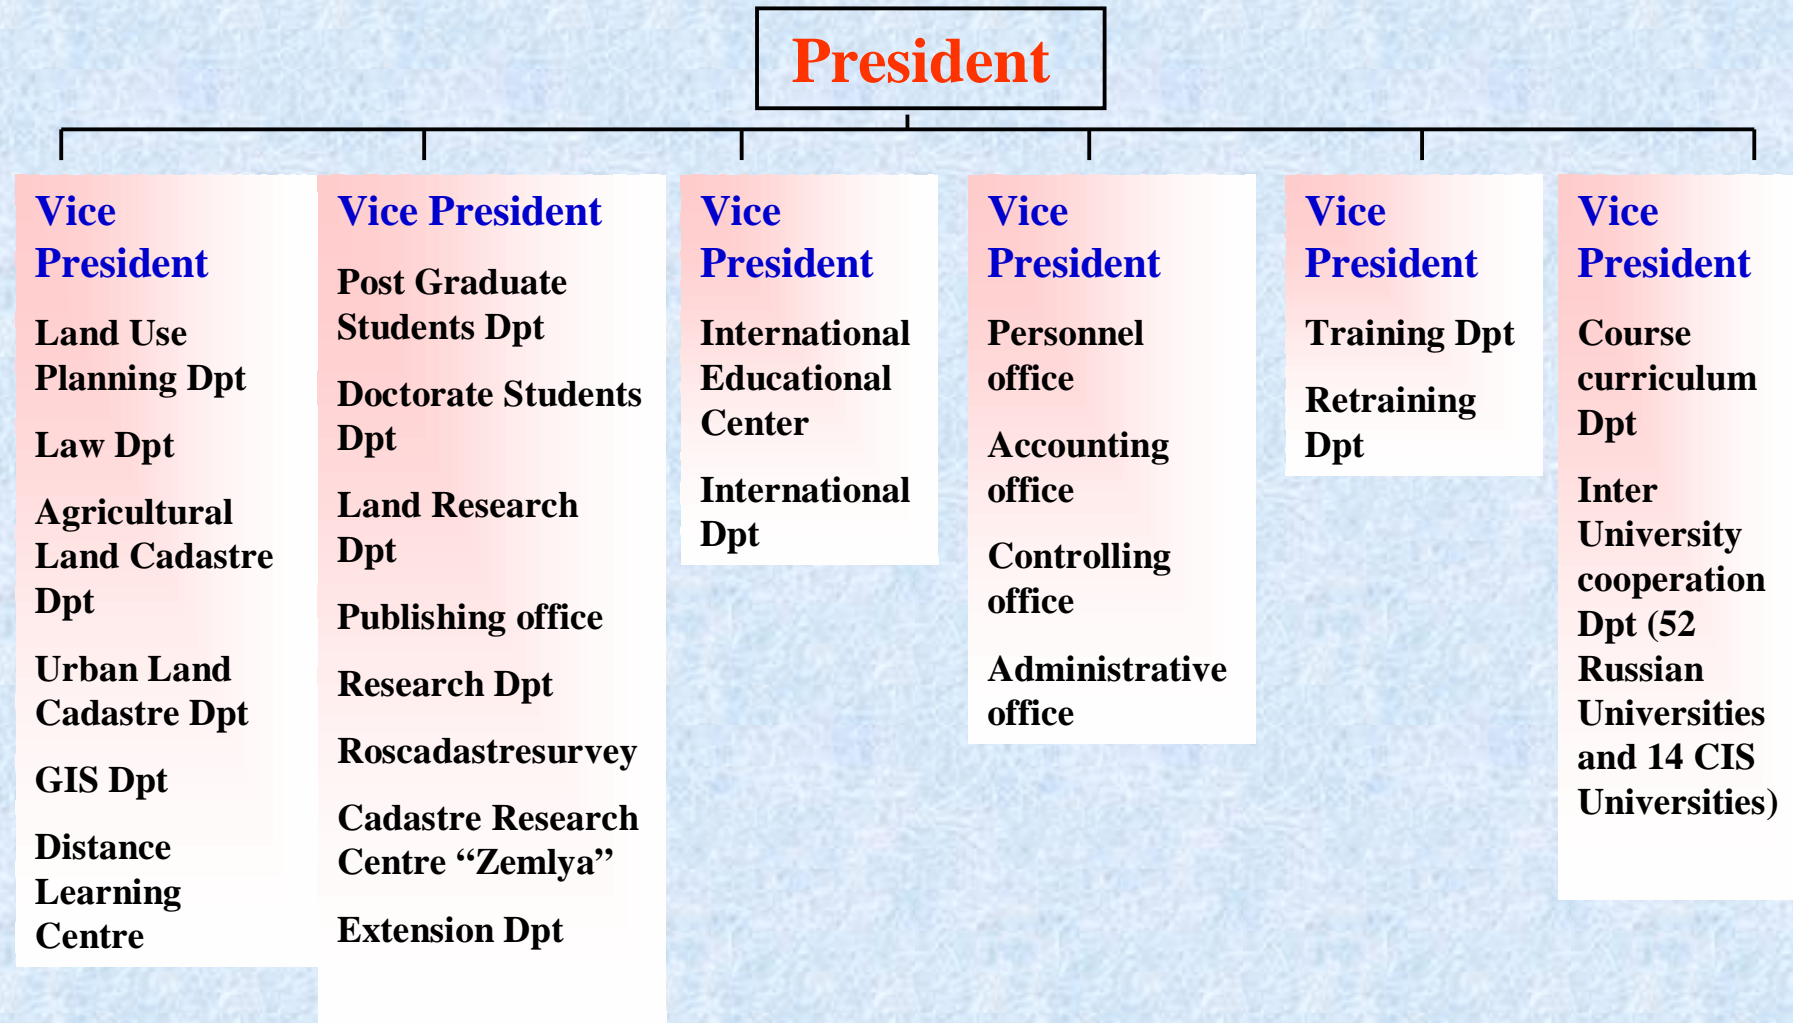 President
Vice
President
Land Use
Planning Dpt
Law Dpt
Agricultural
Land Cadastre
Dpt
Urban Land
Cadastre Dpt
GIS Dpt
Distance
Learning
Centre
Vice President
Post Graduate
Students Dpt
Doctorate Students
Dpt
Land Research
Dpt
Publishing office
Research Dpt
Roscadastresurvey
Cadastre Research
Centre “Zemlya”
Extension Dpt
Vice
President
International
Educational
Center
International
Dpt
Vice
President
Personnel
office
Accounting
office
Controlling
office
Administrative
office
Vice
President
Training Dpt
Retraining
Dpt
Vice
President
Course
curriculum
Dpt
Inter
University
cooperation
Dpt (52
Russian
Universities
and 14 CIS
Universities)